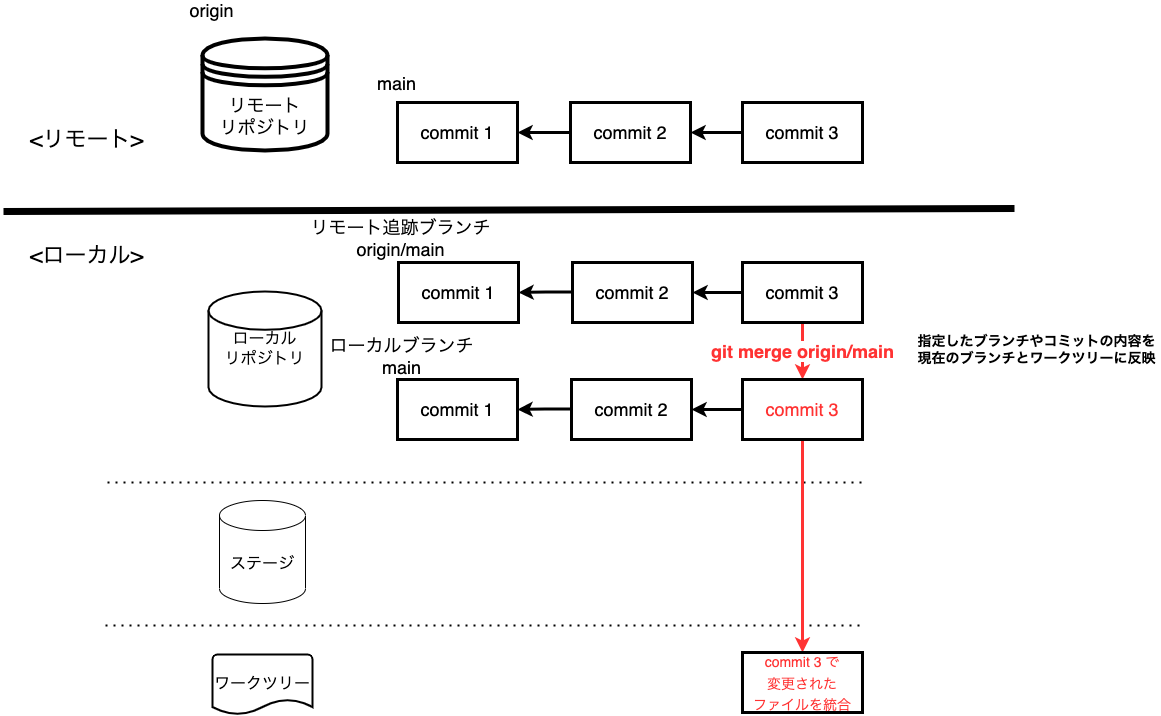 origin
リモート
リポジトリ
<リモート>
main
commit 1
commit 2
commit 3
<ローカル>
リモート追跡ブランチ
origin/main
commit 1
commit 2
commit 3
ローカル
リポジトリ
git merge origin/main
指定したブランチやコミットの内容を
現在のブランチとワークツリーに反映
ローカルブランチ
main
commit 1
commit 2
commit 3
ステージ
ワークツリー
commit 3 で
変更された
ファイルを統合